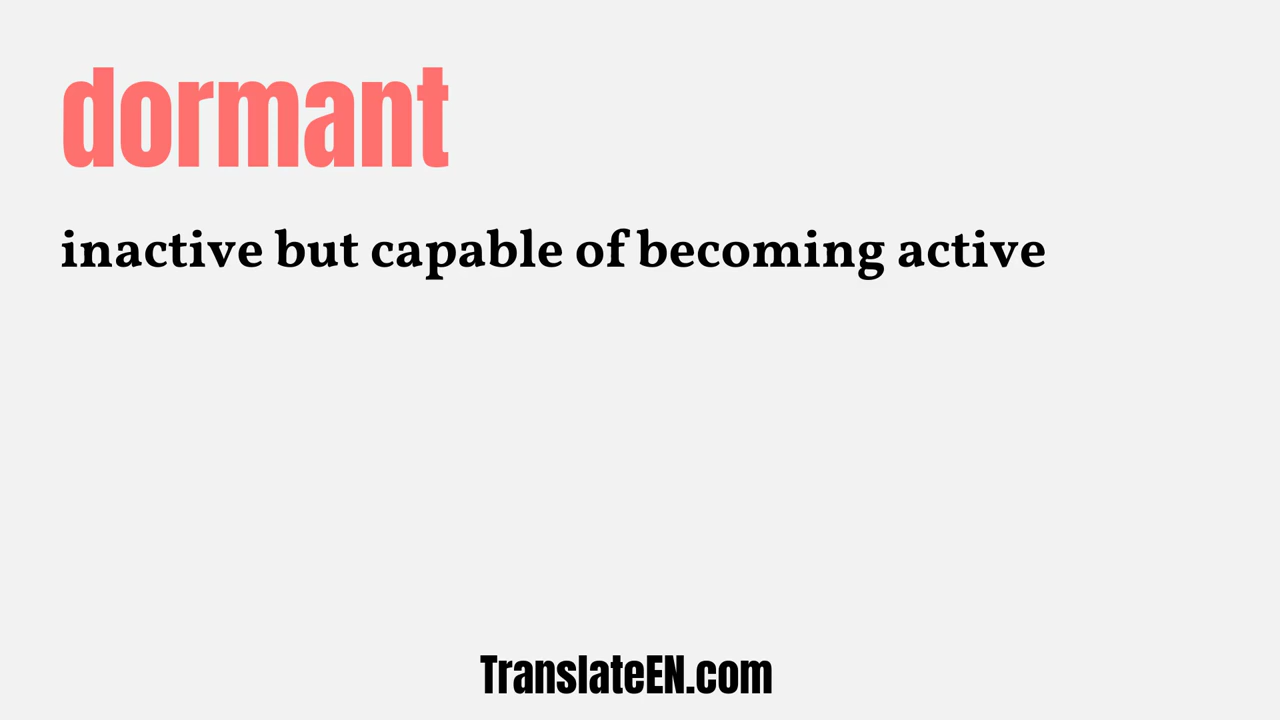 dormant
inactive but capable of becoming active
TranslateEN.com